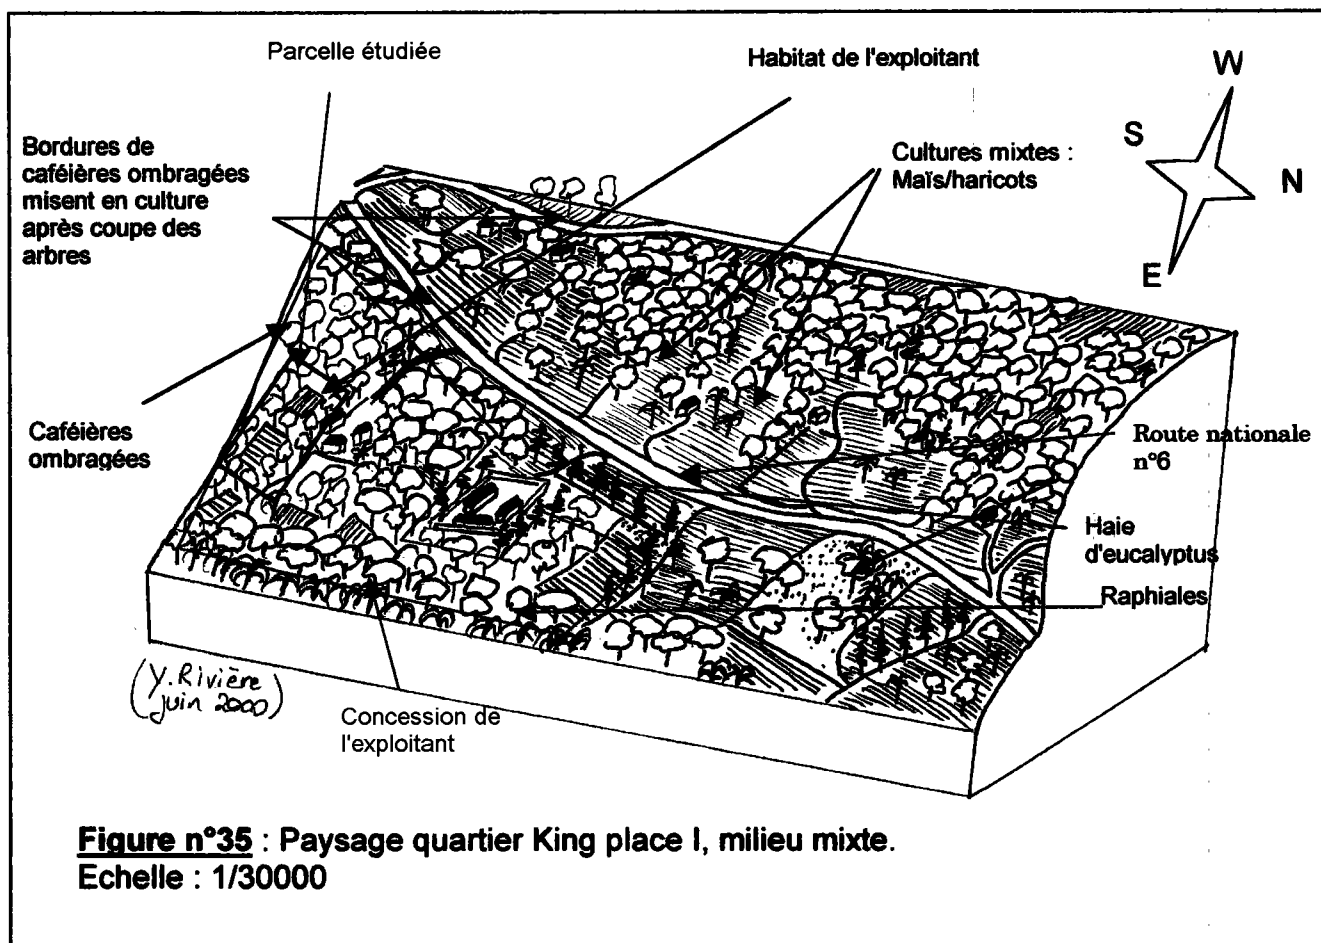 Parcelle étudiée
Habitat de l'exploitant
W
S
N
E
Bordures de
caféières ombragées
misent en culture
après coupe des
arbres
Cultures mixtes :
Maïs/haricots
Caféières
ombragées
Route nationale
n°6
Haie
d'eucalyptus
Raphiales
(Y. Rivière
juin 2000)
Concession de
l'exploitant
Figure n°35 : Paysage quartier King place I, milieu mixte.
Echelle : 1/30000